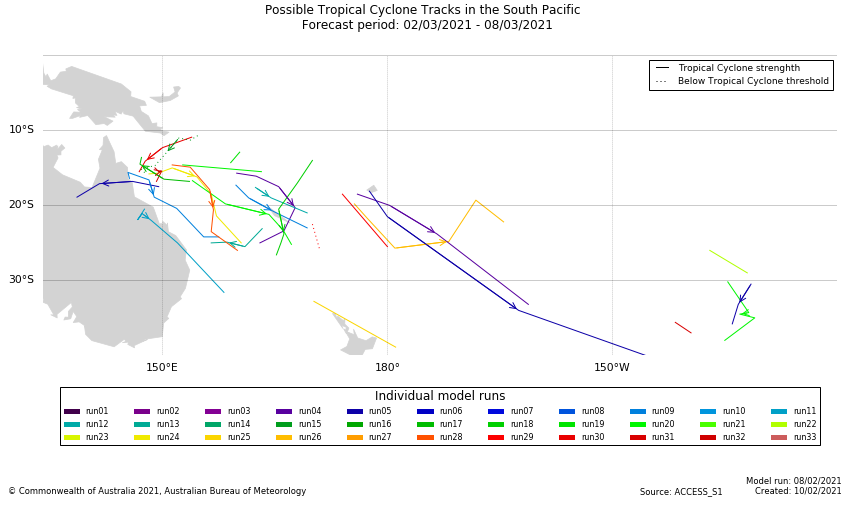 Possible Tropical Cyclone Tracks in the South Pacific
Forecast period: 02/03/2021 - 08/03/2021
Tropical Cyclone strenghth
Below Tropical Cyclone threshold
10°S
20°S
30°S
150°E 180° 150°W
Individual model runs
run01 run02 run03 run04 run05 run06 run07 run08 run09 run10 run11
run12 run13 run14 run15 run16 run17 run18 run19 run20 run21 run22
run23 run24 run25 run26 run27 run28 run29 run30 run31 run32 run33
Model run: 08/02/2021
© Commonwealth of Australia 2021, Australian Bureau of Meteorology Source: ACCESS_S1 Created: 10/02/2021